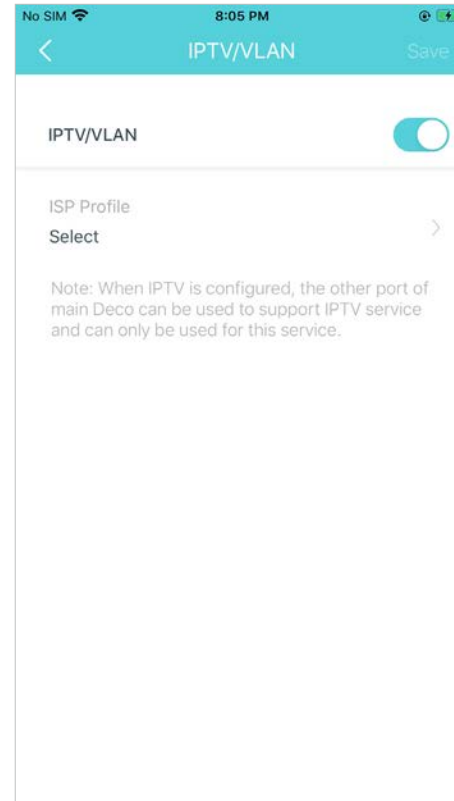 No SIM 8:05 PM
IPTV/VLAN Save
IPTV/VLAN
ISP Profile
Select
Note: When IPTV is configured, the other port of
main Deco can be used to support IPTV service
and can only be used for this service.